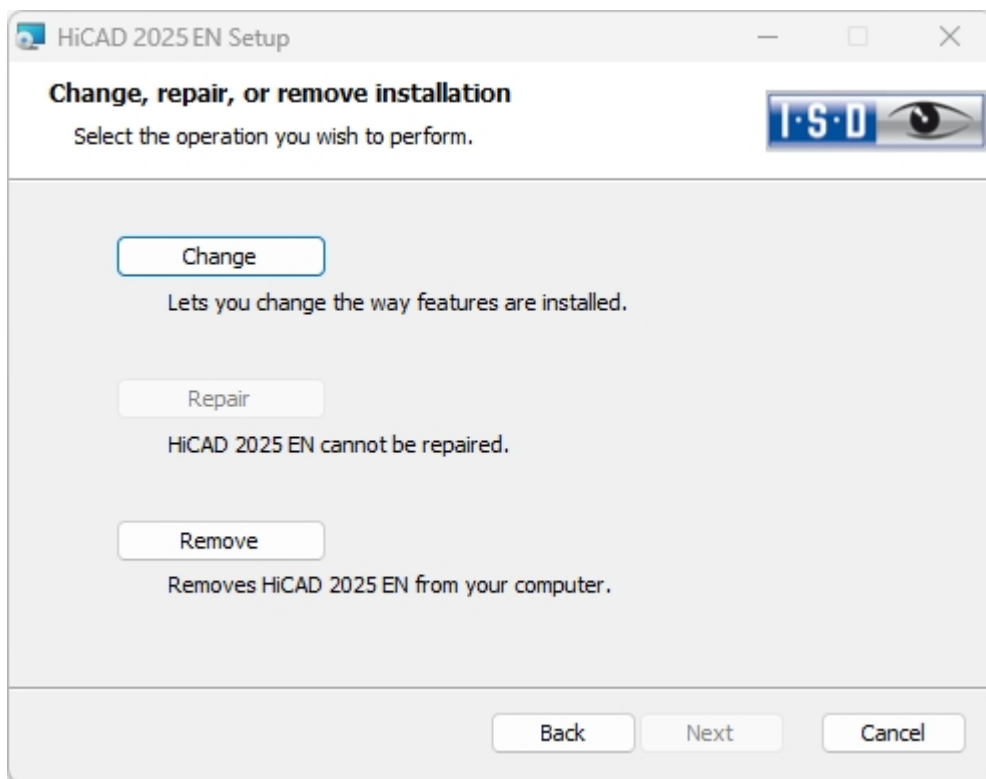 HiCAD 2025 EN Setup
Change, repair, or remove installation
Select the operation you wish to perform.
I·S·D
Change
Lets you change the way features are installed.
Repair
HiCAD 2025 EN cannot be repaired.
Remove
Removes HiCAD 2025 EN from your computer.
Back Next Cancel